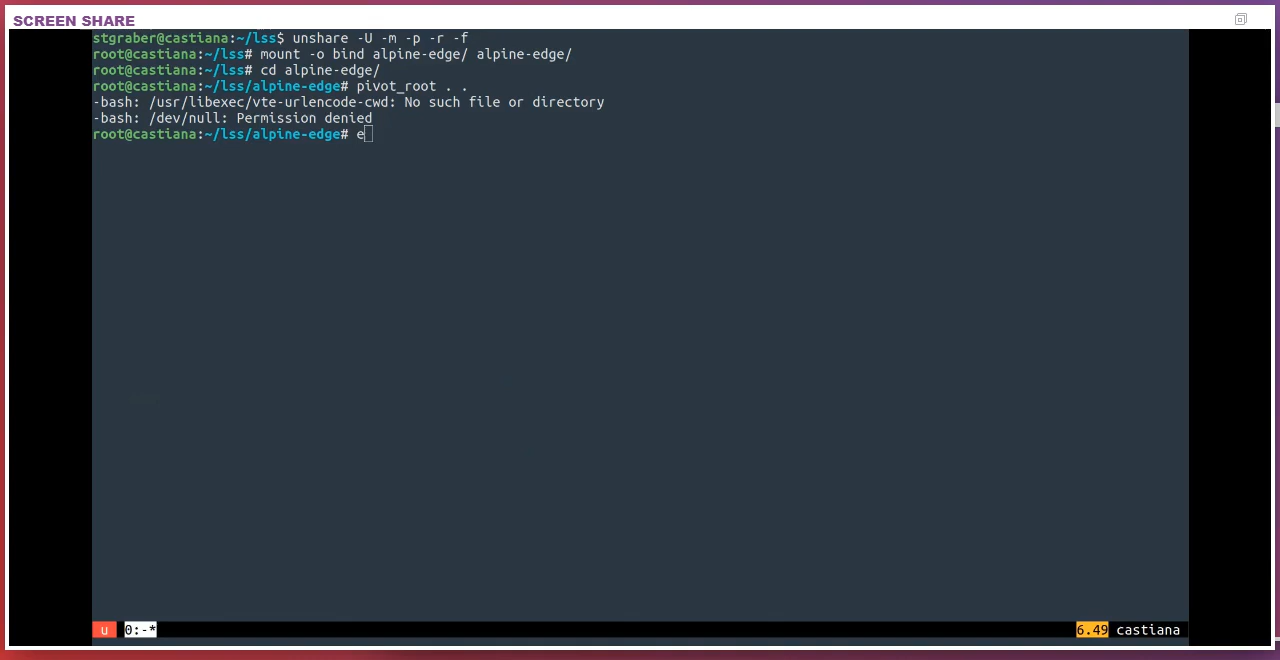 SCREEN SHARE
stgraber@castiana:~/lss$ unshare -U -m -p -r -f
root@castiana:~/lss# mount -o bind alpine-edge/ alpine-edge/
root@castiana:~/lss# cd alpine-edge/
root@castiana:~/lss/alpine-edge# pivot_root . .
-bash: /usr/libexec/vte-urlencode-cwd: No such file or directory
-bash: /dev/null: Permission denied
root@castiana:~/lss/alpine-edge# e
u 0:-* 6.49 castiana